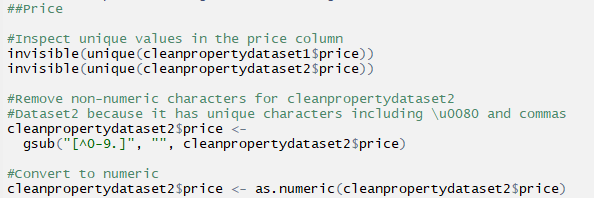 ##Price
#Inspect unique values in the price column
invisible(unique(cleanpropertydataset1$price))
invisible(unique(cleanpropertydataset2$price))
#Remove non-numeric characters for cleanpropertydataset2
#Dataset2 because it has unique characters including \u0080 and commas
cleanpropertydataset2$price <-
  gsub("[^0-9.]", "", cleanpropertydataset2$price)
#Convert to numeric
cleanpropertydataset2$price <- as.numeric(cleanpropertydataset2$price)